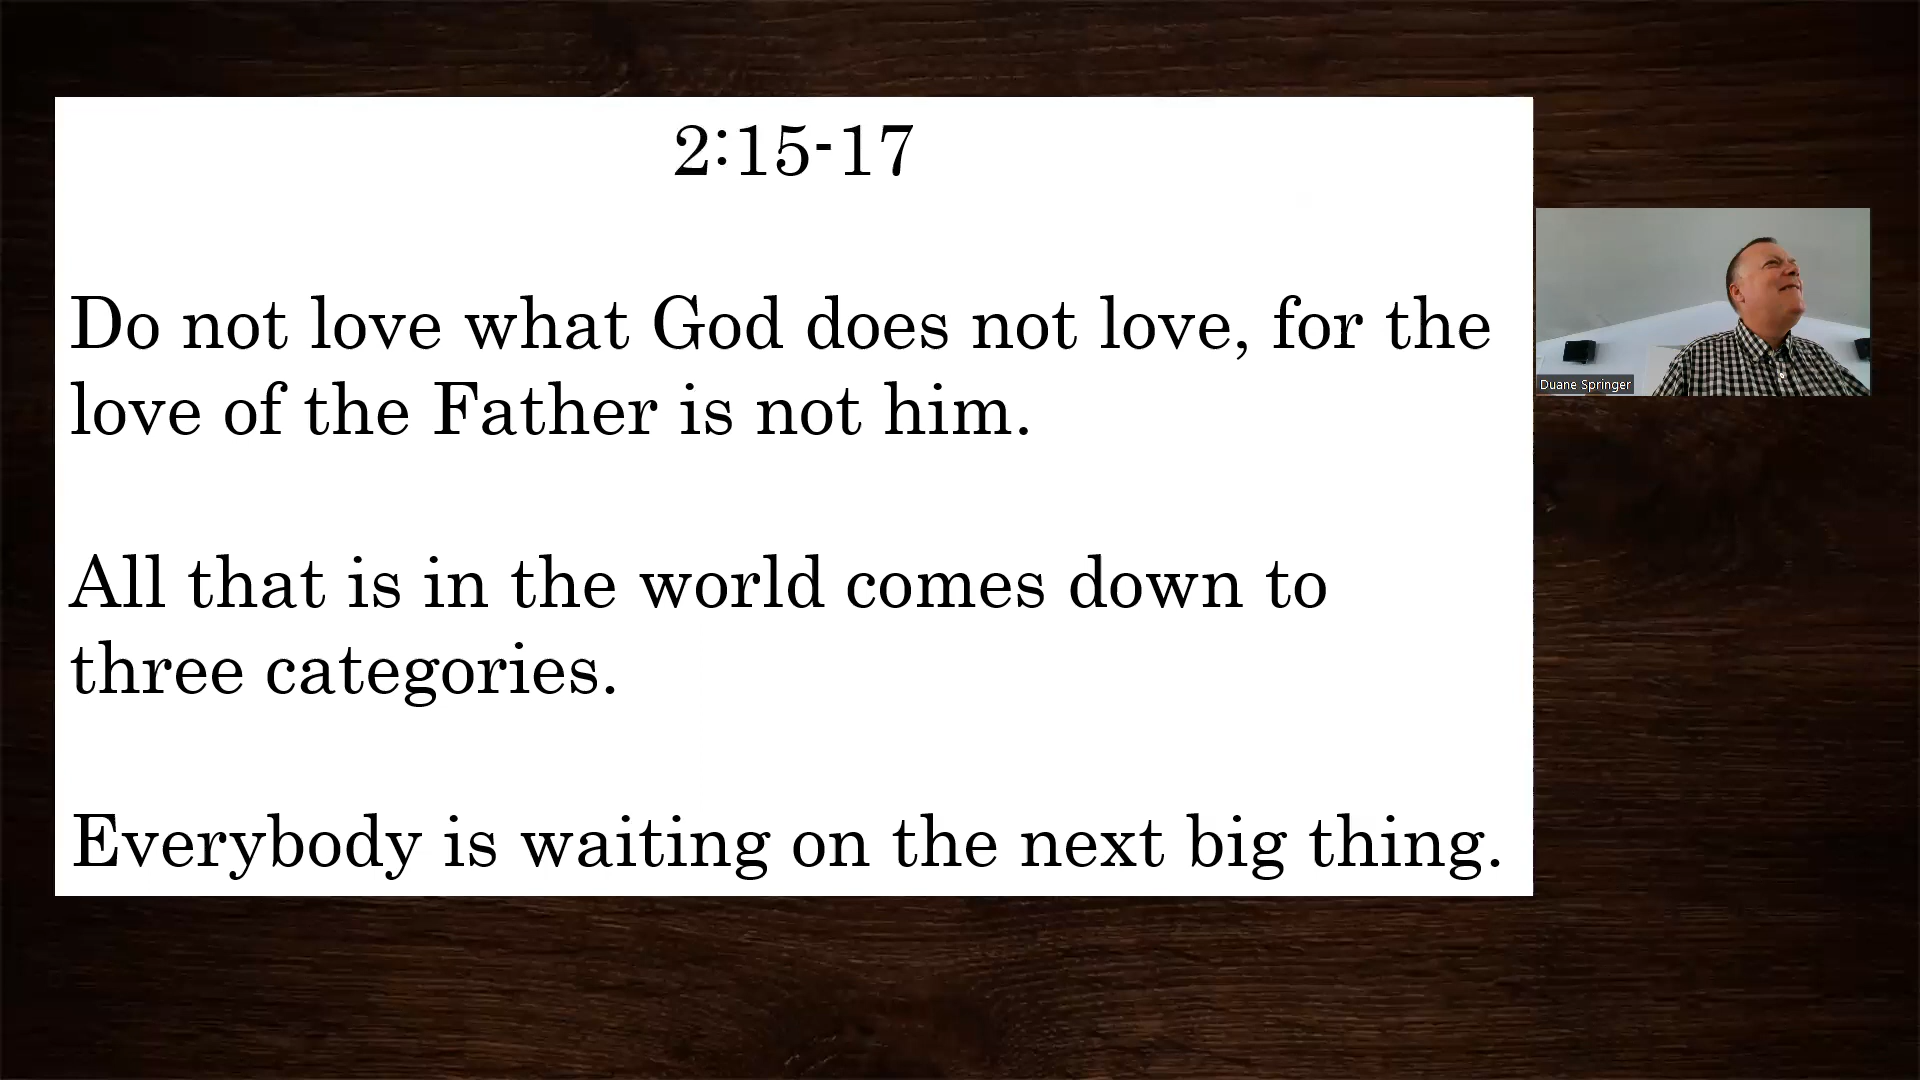 2:15-17
Do not love what God does not love, for the
love of the Father is not him.
All that is in the world comes down to
three categories.
Everybody is waiting on the next big thing.
Duane Springer